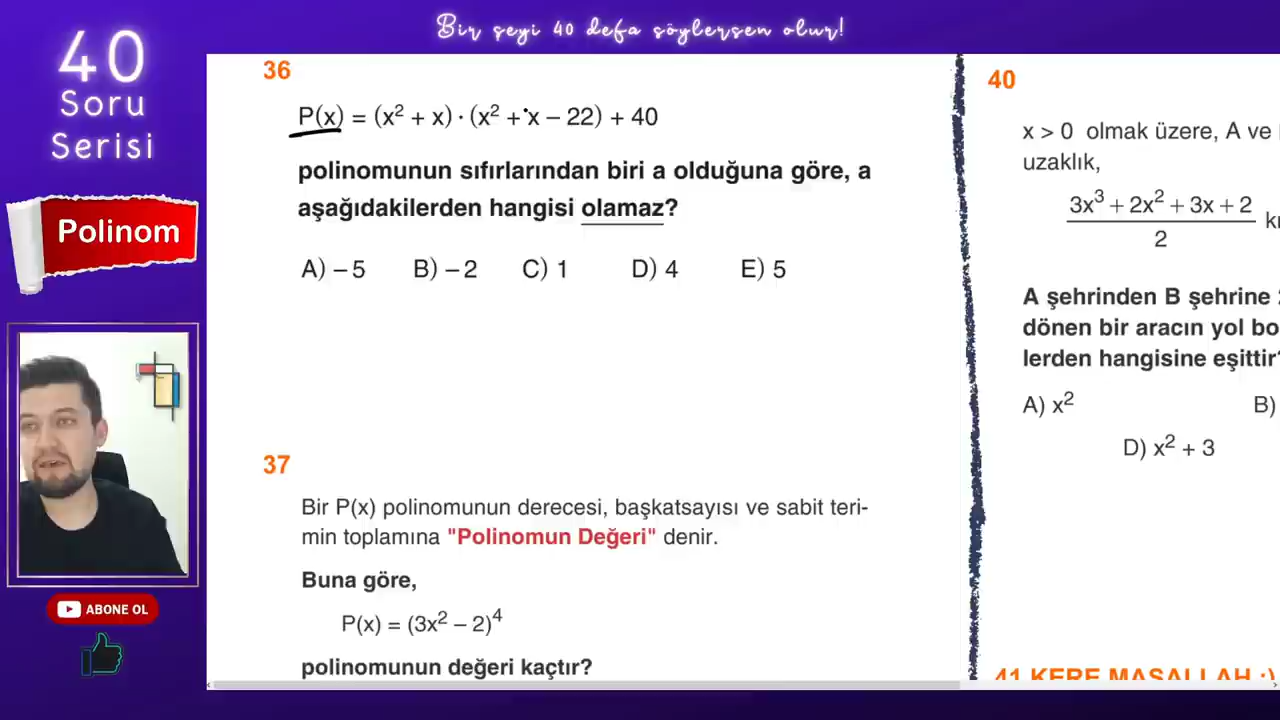 Bir şeyi 40 defa söylersen olur!
40
Soru
Serisi
Polinom
ABONE OL
36
P(x) = (x² + x) · (x² + x – 22) + 40
polinomunun sıfırlarından biri a olduğuna göre, a
aşağıdakilerden hangisi olamaz?
A) – 5 B) – 2 C) 1 D) 4 E) 5
37
Bir P(x) polinomunun derecesi, başkatsayısı ve sabit teri-
min toplamına "Polinomun Değeri" denir.
Buna göre,
P(x) = (3x² – 2)⁴
polinomunun değeri kaçtır?
40
x > 0 olmak üzere, A ve
uzaklık,
3x³ + 2x² + 3x + 2
2
A şehrinden B şehrine
dönen bir aracın yol bo
lerden hangisine eşittir?
A) x² B)
D) x² + 3
41 KERE MAŞALLAH :)